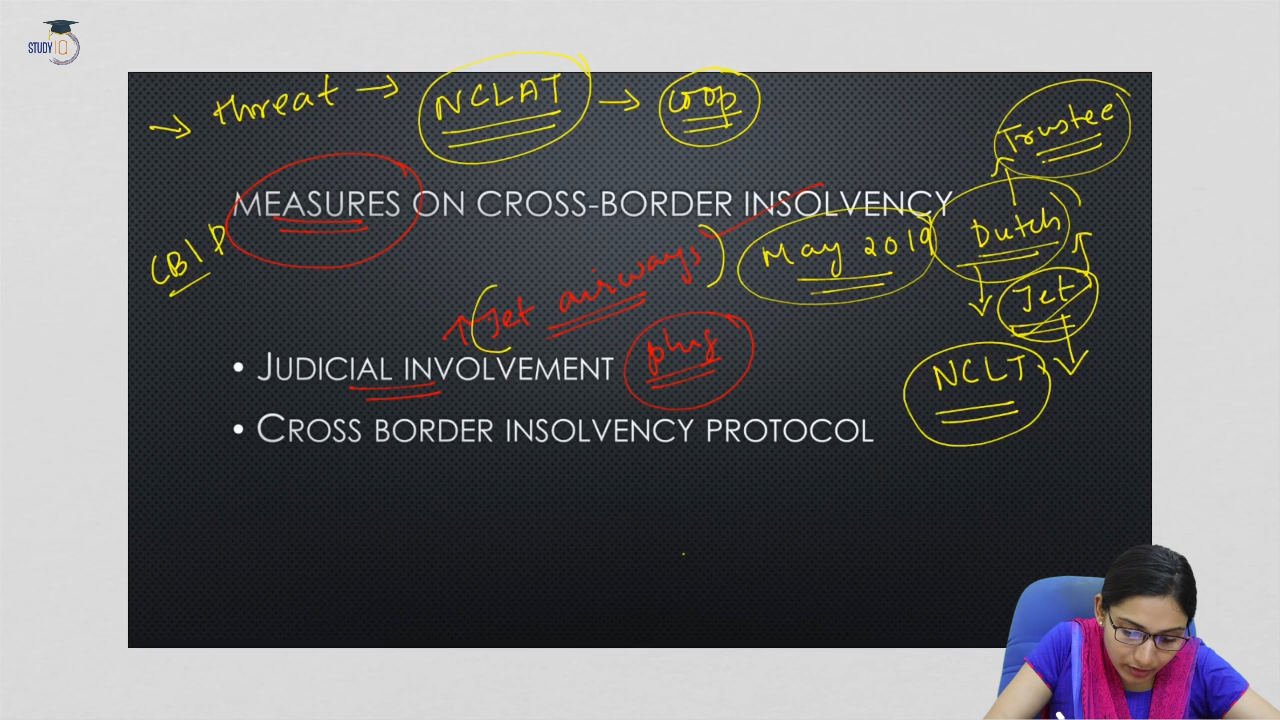 STUDY IQ
→ threat → NCLAT → coop
Trustee
MEASURES ON CROSS-BORDER INSOLVENCY
CBIP
May 2019
Dutch
Jet airways
Jet
• JUDICIAL INVOLVEMENT
NCLT
• CROSS BORDER INSOLVENCY PROTOCOL